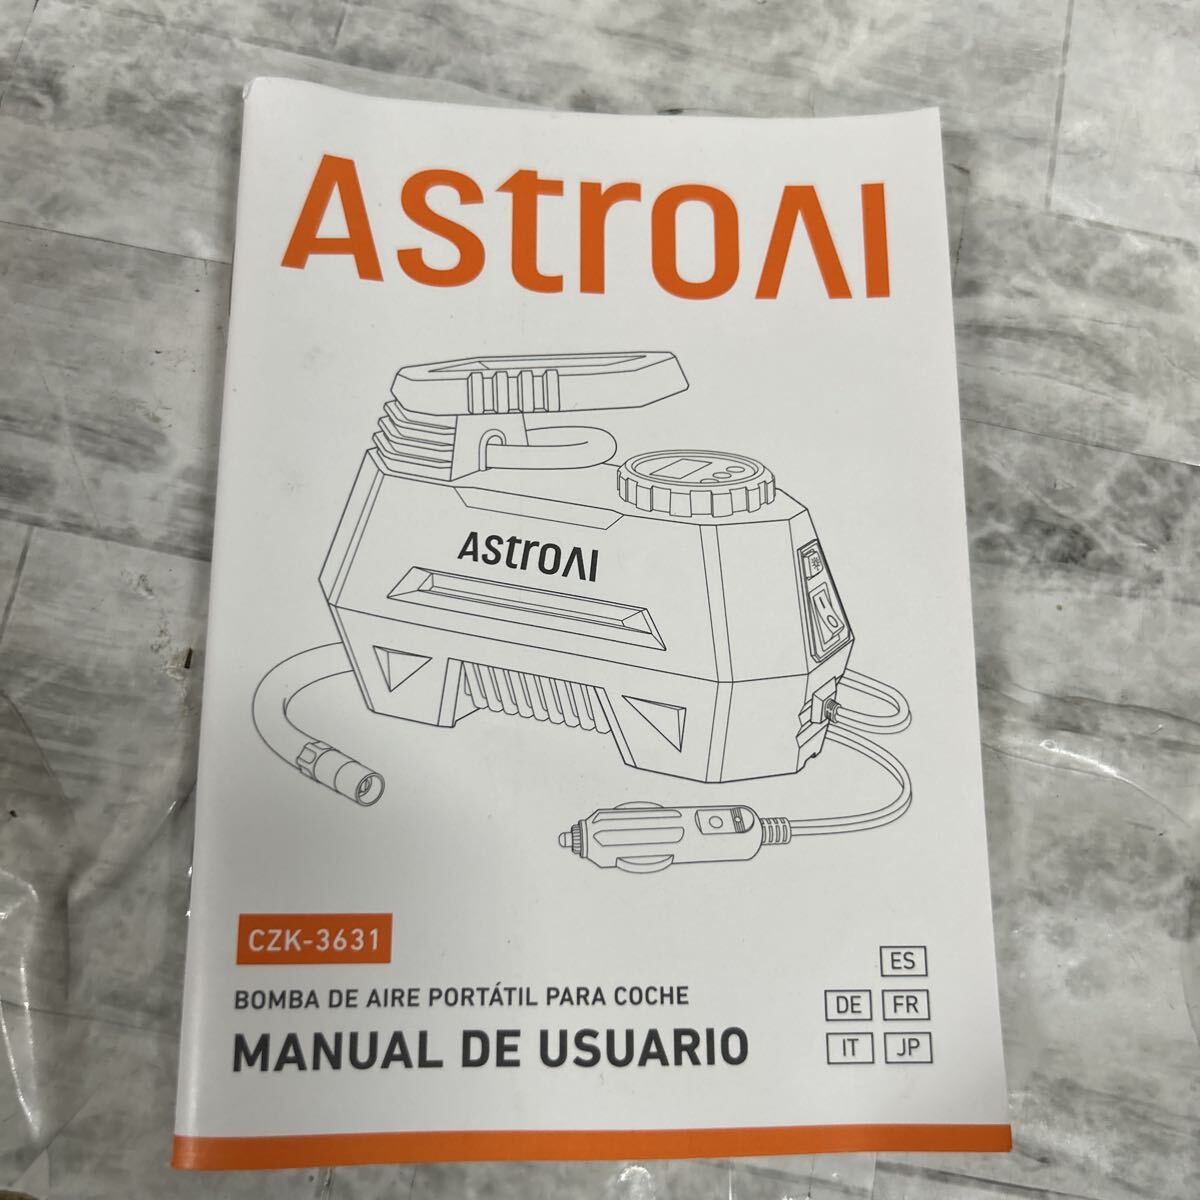 AstroAI
AstroAI
CZK-3631
BOMBA DE AIRE PORTÁTIL PARA COCHE
MANUAL DE USUARIO
ES
DE FR
IT JP